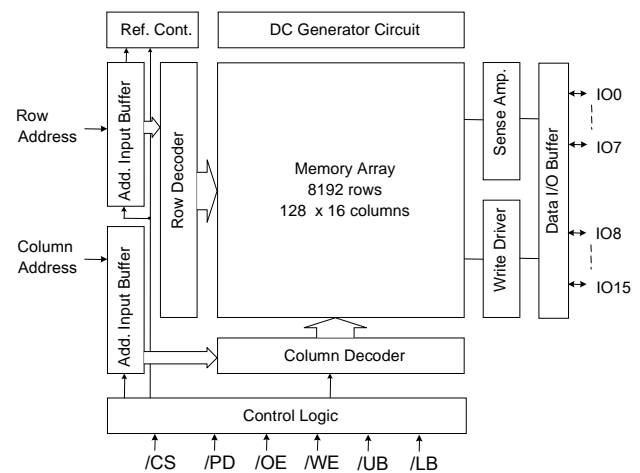 Ref. Cont.
DC Generator Circuit
Row
Address
Add. Input Buffer
Row Decoder
Memory Array
8192 rows
128 x 16 columns
Sense Amp.
Data I/O Buffer
IO0
IO7
Column
Address
Add. Input Buffer
Write Driver
IO8
IO15
Column Decoder
Control Logic
/CS
/PD
/OE
/WE
/UB
/LB